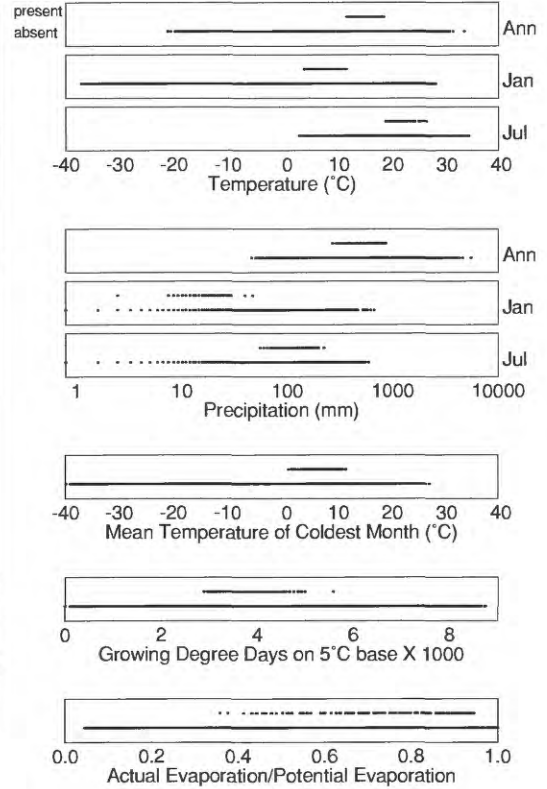 present
absent
Ann
Jan
Jul
-40 -30 -20 -10 0 10 20 30 40
Temperature (°C)
Ann
Jan
Jul
1 10 100 1000 10000
Precipitation (mm)
-40 -30 -20 -10 0 10 20 30 40
Mean Temperature of Coldest Month (°C)
0 2 4 6 8
Growing Degree Days on 5°C base X 1000
0.0 0.2 0.4 0.6 0.8 1.0
Actual Evaporation/Potential Evaporation